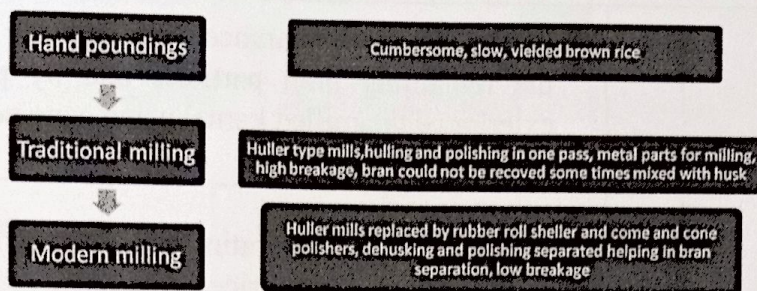 Hand poundings
Cumbersome, slow, vielded brown rice
Traditional milling
Huller type mills,hulling and polishing in one pass, metal parts for milling,
high breakage, bran could not be recoved some times mixed with husk
Modern milling
Huller mills replaced by rubber roll sheller and come and cone
polishers, dehusking and polishing separated helping in bran
separation, low breakage